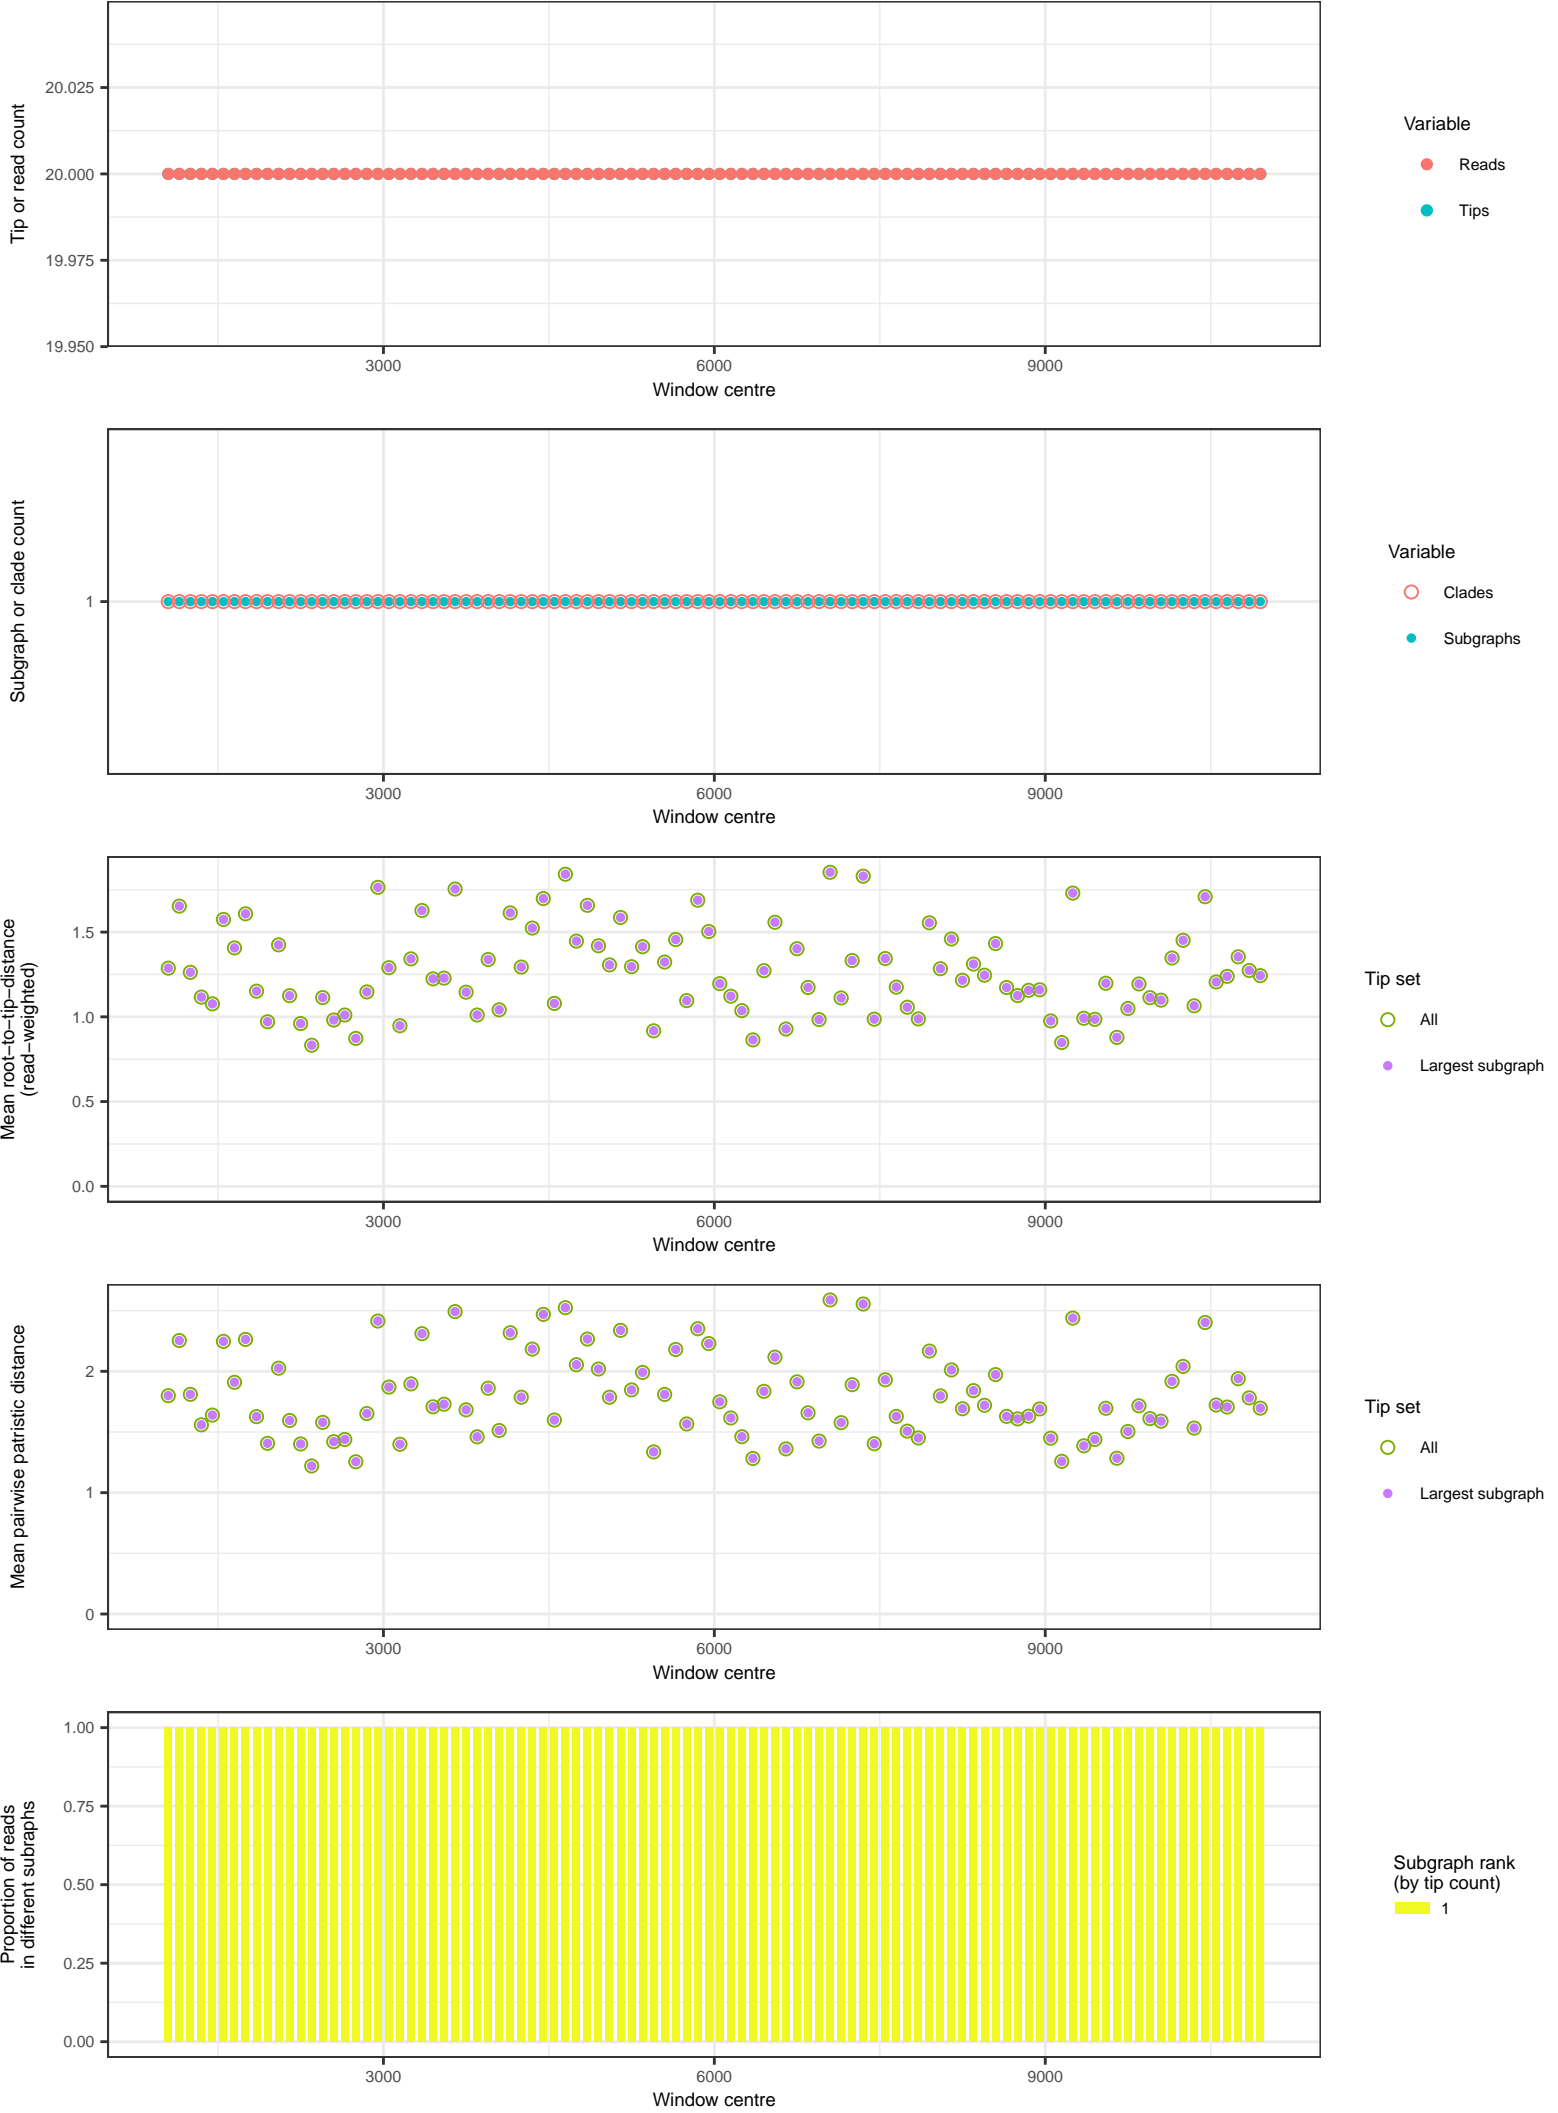 20.025
20.000
19.975
19.950
Tip or read count
3000
6000
9000
Window centre
Variable
Reads
Tips
1
Subgraph or clade count
3000
6000
9000
Window centre
Variable
Clades
Subgraphs
1.5
1.0
0.5
0.0
Mean root−to−tip−distance
(read−weighted)
3000
6000
9000
Window centre
Tip set
All
Largest subgraph
2
1
0
Mean pairwise patristic distance
3000
6000
9000
Window centre
Tip set
All
Largest subgraph
1.00
0.75
0.50
0.25
0.00
Proportion of reads
in different subraphs
3000
6000
9000
Window centre
Subgraph rank
(by tip count)
1